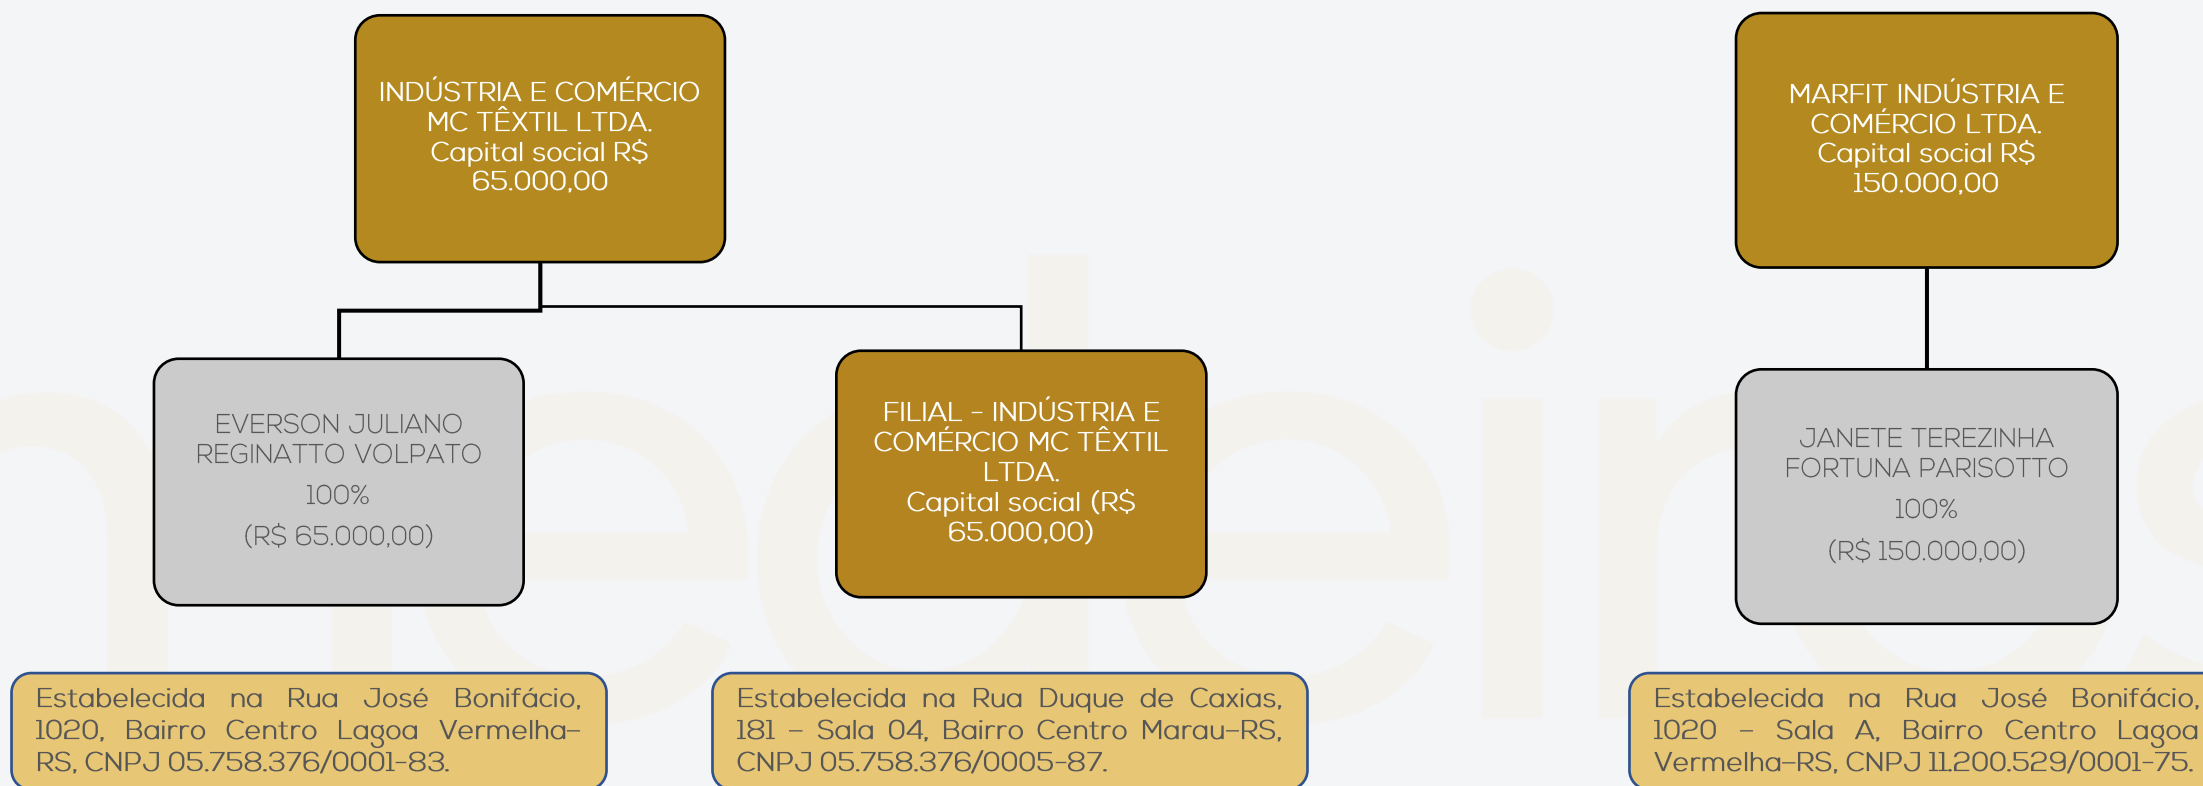 INDÚSTRIA E COMÉRCIO
MC TÊXTIL LTDA.
Capital social R$
65.000,00
MARFIT INDÚSTRIA E
COMÉRCIO LTDA.
Capital social R$
150.000,00
EVERSON JULIANO
REGINATTO VOLPATO
100%
(R$ 65.000,00)
FILIAL - INDÚSTRIA E
COMÉRCIO MC TÊXTIL
LTDA.
Capital social (R$
65.000,00)
JANETE TEREZINHA
FORTUNA PARISOTTO
100%
(R$ 150.000,00)
Estabelecida na Rua José Bonifácio,
1020, Bairro Centro Lagoa Vermelha–
RS, CNPJ 05.758.376/0001-83.
Estabelecida na Rua Duque de Caxias,
181 – Sala 04, Bairro Centro Marau-RS,
CNPJ 05.758.376/0005-87.
Estabelecida na Rua José Bonifácio,
1020 – Sala A, Bairro Centro Lagoa
Vermelha–RS, CNPJ 11.200.529/0001-75.
medeiros